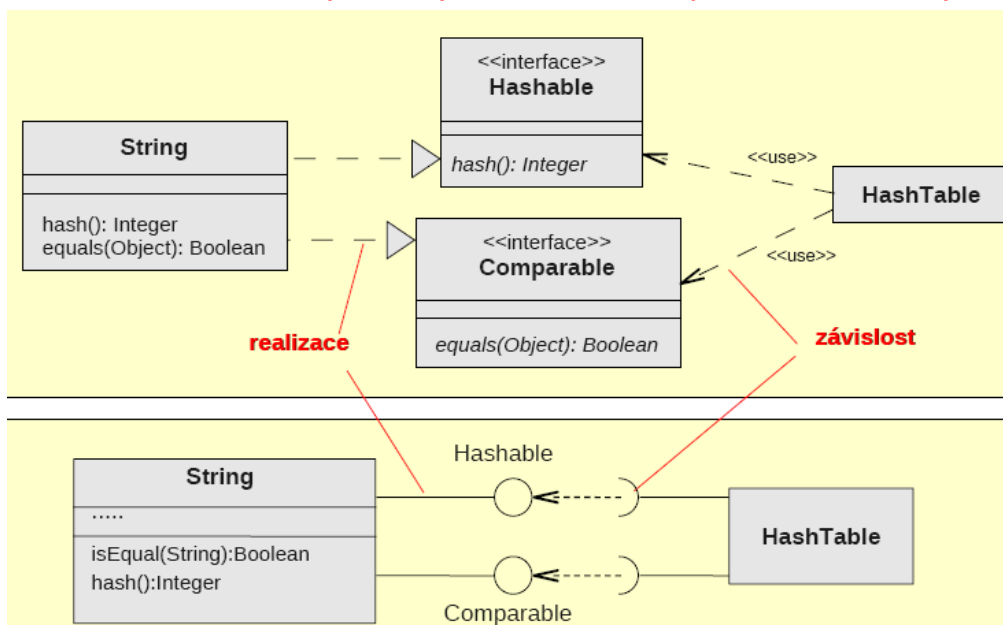 <<interface>>
Hashable
hash(): Integer
String
hash(): Integer
equals(Object): Boolean
<<use>>
HashTable
<<interface>>
Comparable
equals(Object): Boolean
<<use>>
realizace
závislost
Hashable
String
.....
isEqual(String):Boolean
hash():Integer
HashTable
Comparable